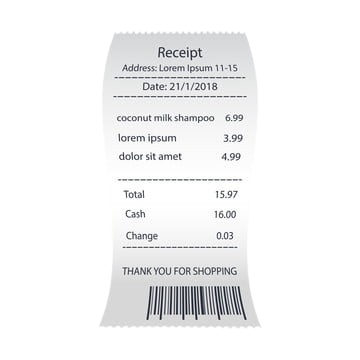 Receipt
Address: Lorem Ipsum 11-15
Date: 21/1/2018
coconut milk shampoo 6.99
lorem ipsum 3.99
dolor sit amet 4.99
Total 15.97
Cash 16.00
Change 0.03
THANK YOU FOR SHOPPING